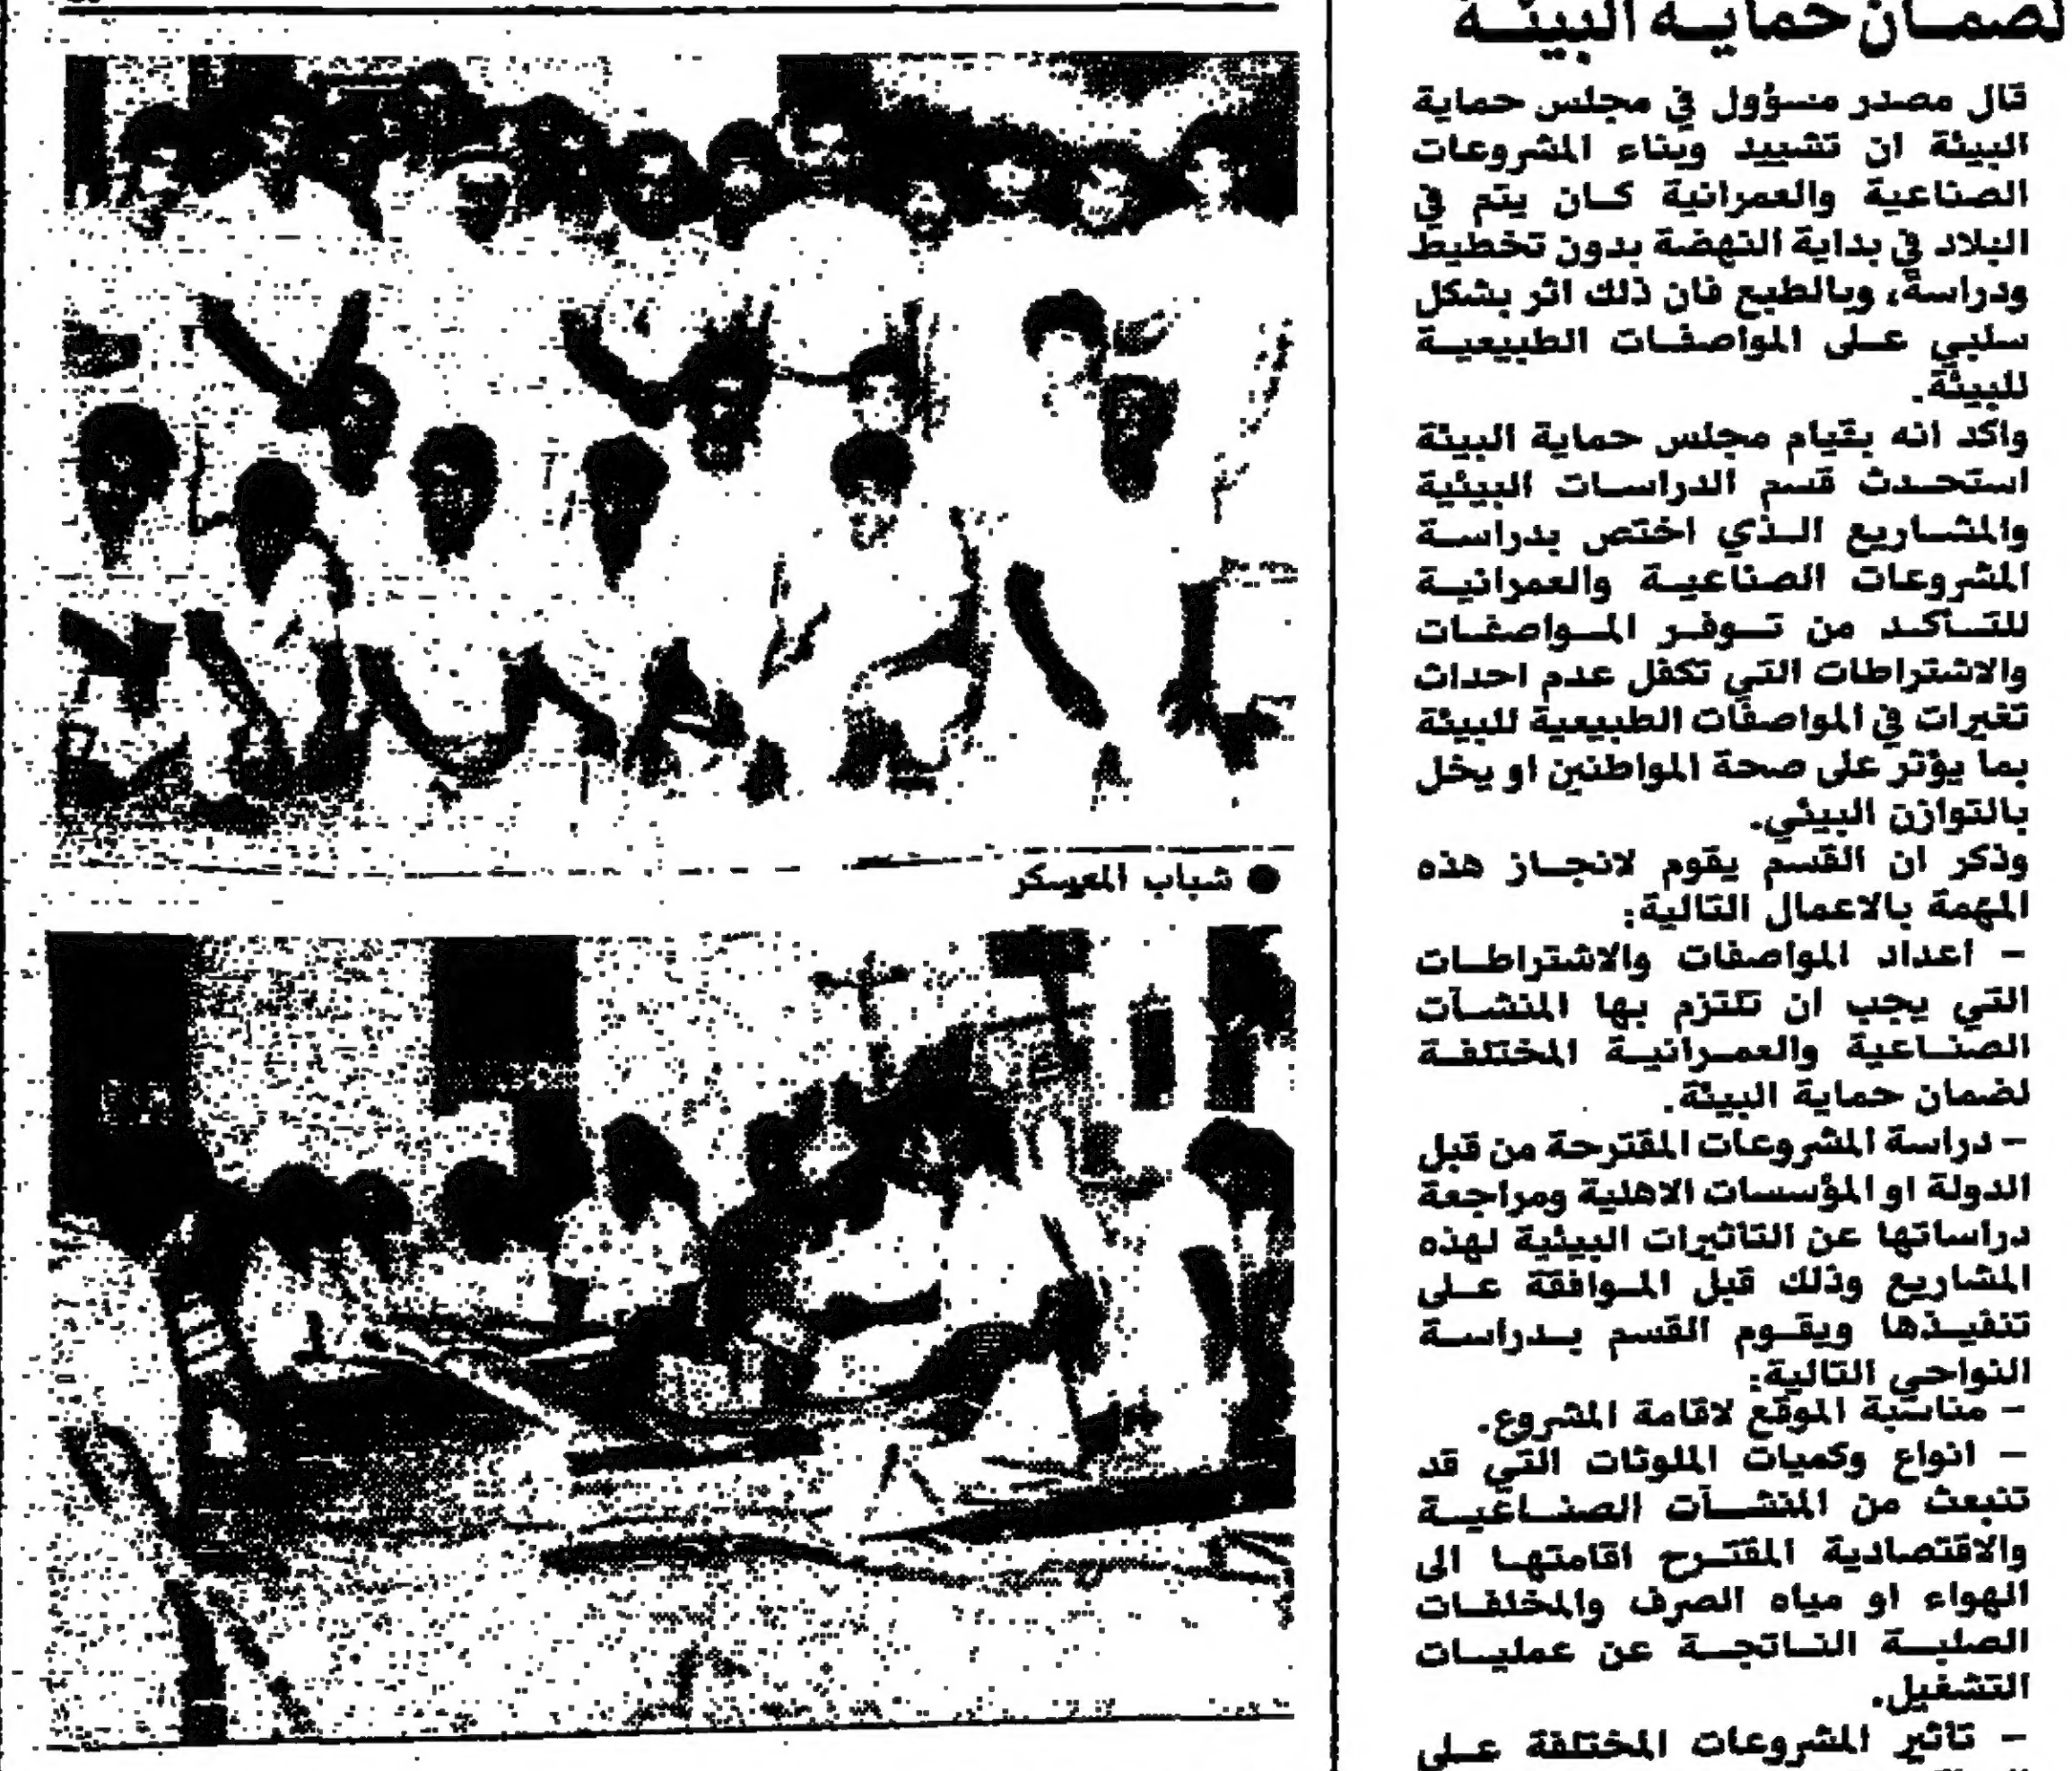 لضمان حماية البيئة
قال مصدر مسؤول في مجلس حماية
البيئة ان تشييد وبناء المشروعات
الصناعية والعمرانية كان يتم في
البلاد في بداية النهضة بدون تخطيط
ودراسة، وبالطبع فان ذلك اثر بشكل
سلبي على المواصفات الطبيعية
للبيئة.
واكد انه بقيام مجلس حماية البيئة
استحدث قسم الدراسات البيئية
والمشاريع الذي اختص بدراسة
المشروعات الصناعية والعمرانية
للتأكد من توفر المواصفات
والاشتراطات التي تكفل عدم احداث
تغيرات في المواصفات الطبيعية للبيئة
بما يؤثر على صحة المواطنين او يخل
بالتوازن البيئي.
وذكر ان القسم يقوم لانجاز هذه
المهمة بالاعمال التالية:
– اعداد المواصفات والاشتراطات
التي يجب ان تلتزم بها المنشآت
الصناعية والعمرانية المختلفة
لضمان حماية البيئة.
– دراسة المشروعات المقترحة من قبل
الدولة او المؤسسات الاهلية ومراجعة
دراساتها عن التاثيرات البيئية لهذه
المشاريع وذلك قبل الموافقة على
تنفيذها ويقوم القسم بدراسة
النواحي التالية:
– مناسبة الموقع لاقامة المشروع.
– انواع وكميات الملوثات التي قد
تنبعث من المنشآت الصناعية
والاقتصادية المقترح اقامتها الى
الهواء او مياه الصرف والمخلفات
الصلبة الناتجة عن عمليات
التشغيل.
– تاثير المشروعات المختلفة على
● شباب المعسكر